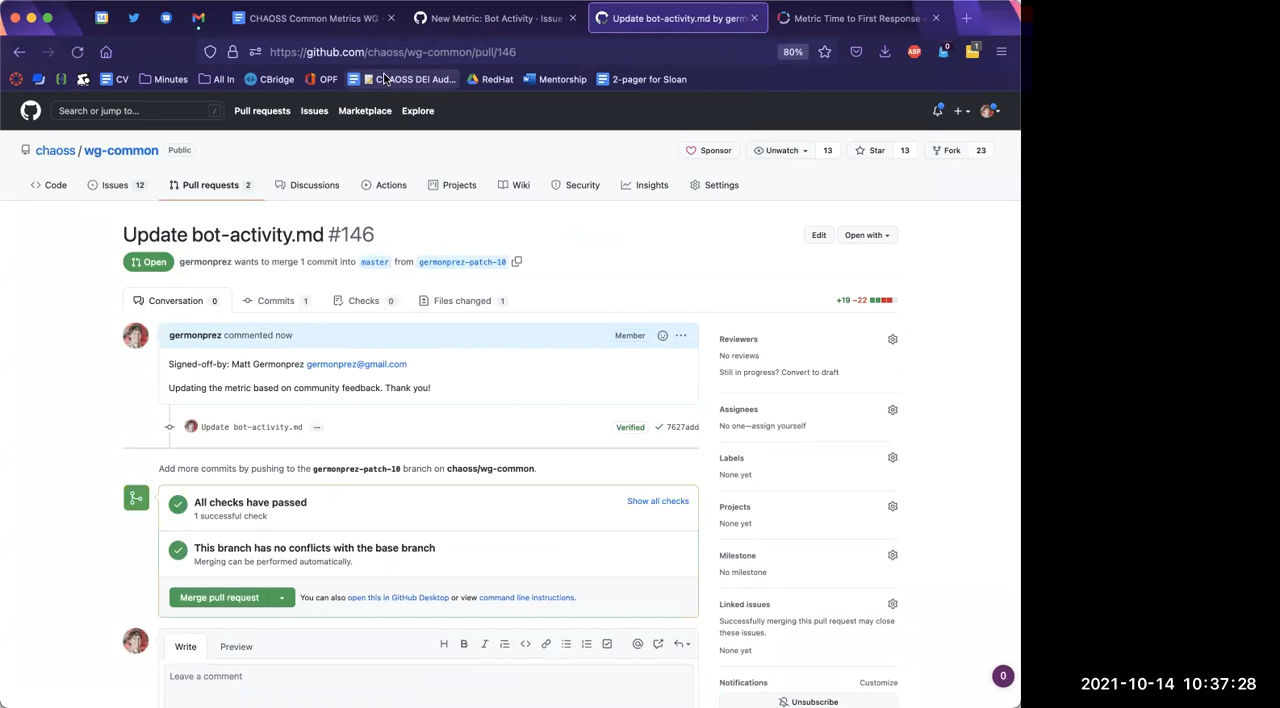 CHAOSS Common Metrics WG - ×
New Metric: Bot Activity - Issue ×
Update bot-activity.md by germ ×
Metric Time to First Response - ×
https://github.com/chaoss/wg-common/pull/146
80%
ABP
0
1
CV
Minutes
All In
CBridge
OPF
CHAOSS DEI Aud...
RedHat
Mentorship
2-pager for Sloan
Search or jump to...
/
Pull requests
Issues
Marketplace
Explore
chaoss / wg-common
Public
Sponsor
Unwatch
13
Star
13
Fork
23
Code
Issues 12
Pull requests 2
Discussions
Actions
Projects
Wiki
Security
Insights
Settings
Update bot-activity.md #146
Edit
Open with
Open
germonprez wants to merge 1 commit into master from germonprez-patch-10
Conversation 0
Commits 1
Checks 0
Files changed 1
+19 −22
germonprez commented now
Member
Signed-off-by: Matt Germonprez germonprez@gmail.com
Updating the metric based on community feedback. Thank you!
Update bot-activity.md
Verified
7627add
Add more commits by pushing to the germonprez-patch-10 branch on chaoss/wg-common.
All checks have passed
1 successful check
Show all checks
This branch has no conflicts with the base branch
Merging can be performed automatically.
Merge pull request
You can also open this in GitHub Desktop or view command line instructions.
Write
Preview
H B I
Leave a comment
Reviewers
No reviews
Still in progress? Convert to draft
Assignees
No one—assign yourself
Labels
None yet
Projects
None yet
Milestone
No milestone
Linked issues
Successfully merging this pull request may close
these issues.
None yet
Notifications
Customize
Unsubscribe
0
2021-10-14 10:37:28